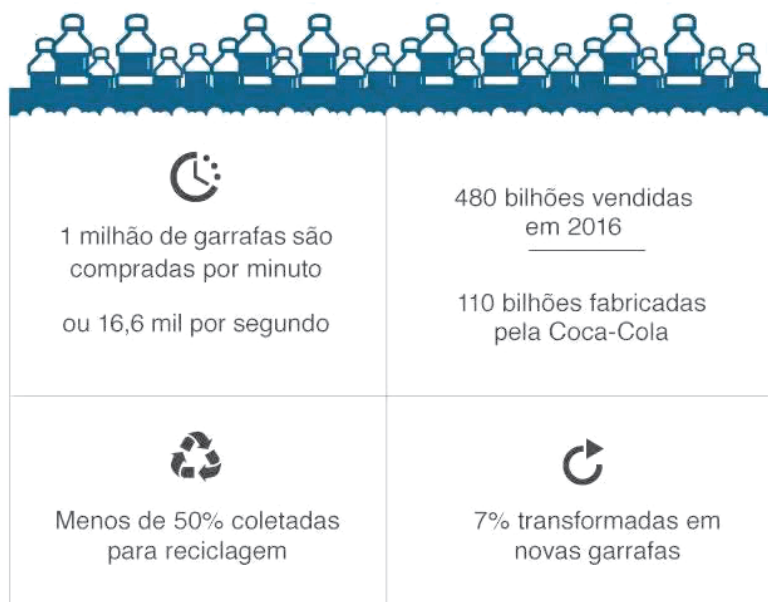 1 milhão de garrafas são
compradas por minuto
ou 16,6 mil por segundo
480 bilhões vendidas
em 2016
110 bilhões fabricadas
pela Coca-Cola
Menos de 50% coletadas
para reciclagem
7% transformadas em
novas garrafas